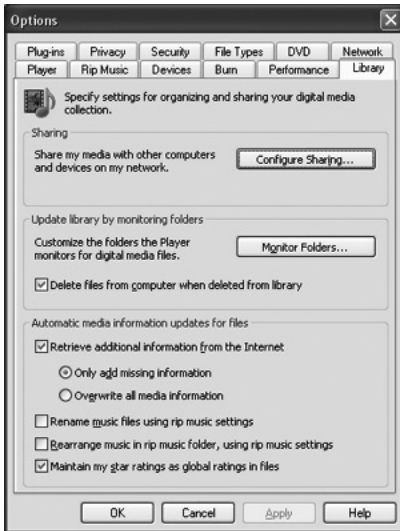 Options
Plug-ins Privacy Security File Types DVD Network
Player Rip Music Devices Burn Performance Library
Specify settings for organizing and sharing your digital media
collection.
Sharing
Share my media with other computers
and devices on my network.
Configure Sharing...
Update library by monitoring folders
Customize the folders the Player
monitors for digital media files.
Monitor Folders...
Delete files from computer when deleted from library
Automatic media information updates for files
Retrieve additional information from the Internet
Only add missing information
Overwrite all media information
Rename music files using rip music settings
Rearrange music in rip music folder, using rip music settings
Maintain my star ratings as global ratings in files
OK Cancel Apply Help